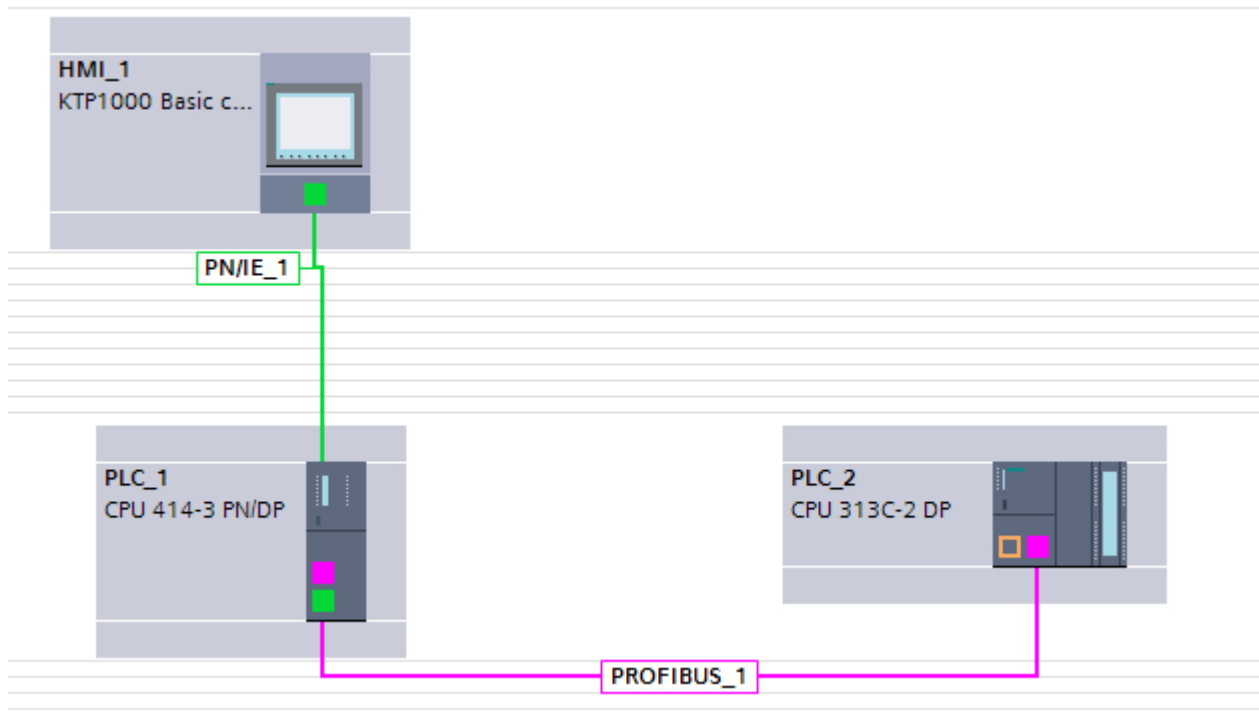 HMI_1
KTP1000 Basic c...
PN/IE_1
PLC_1
CPU 414-3 PN/DP
PLC_2
CPU 313C-2 DP
PROFIBUS_1